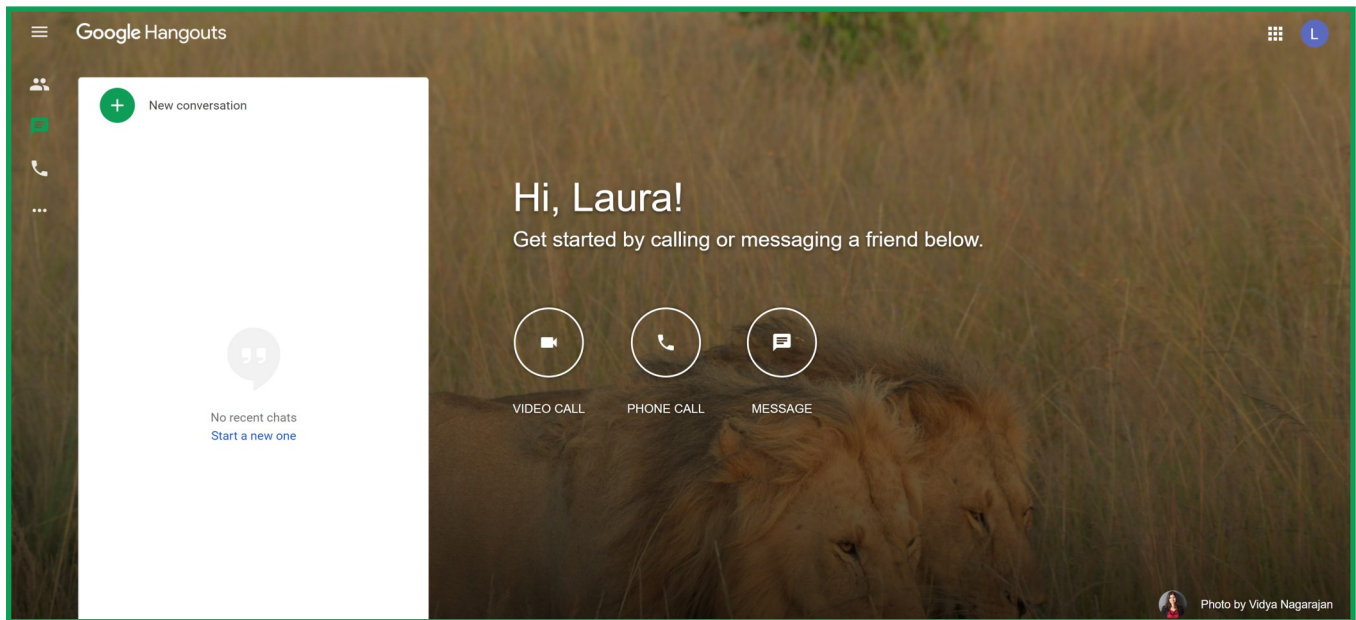 Google Hangouts
L
New conversation
Hi, Laura!
Get started by calling or messaging a friend below.
VIDEO CALL
PHONE CALL
MESSAGE
No recent chats
Start a new one
Photo by Vidya Nagarajan